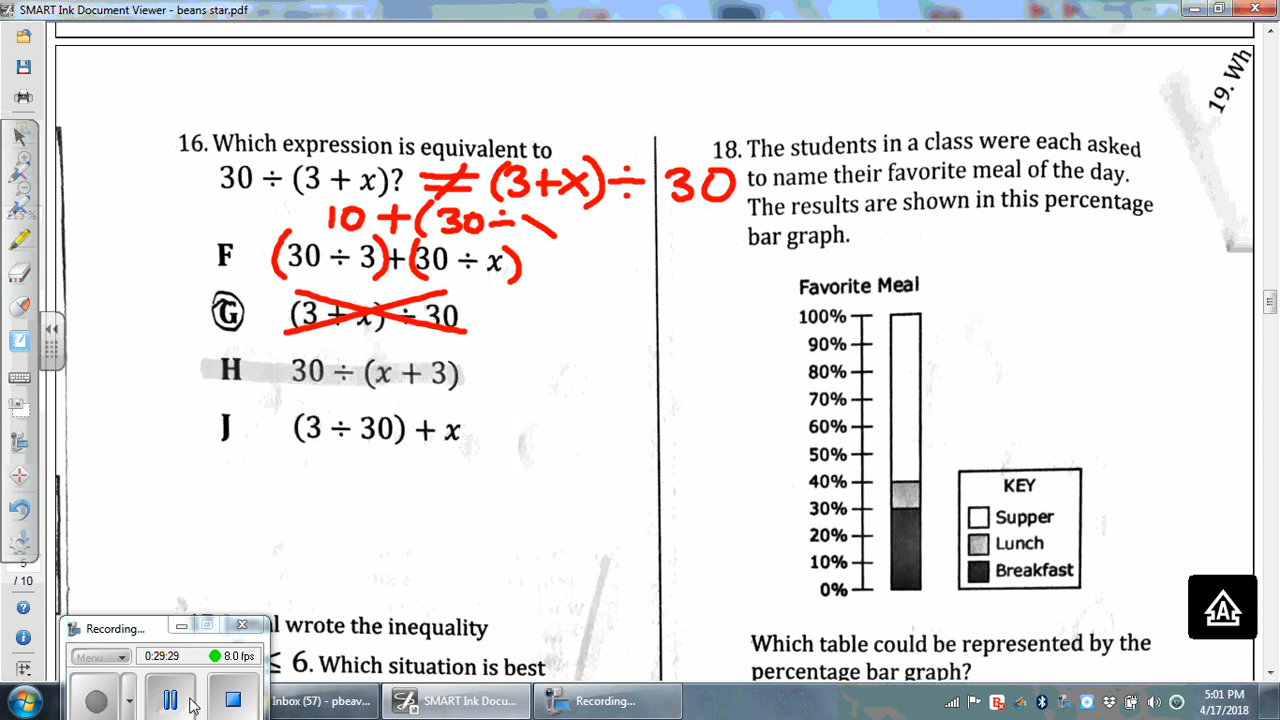 SMART Ink Document Viewer - beans star.pdf
19. Wh
16. Which expression is equivalent to
30 ÷ (3 + x)? ≠ (3+x) ÷ 30
10 + (30 ÷
F (30 ÷ 3) + (30 ÷ x)
G (3 + x) ÷ 30
H 30 ÷ (x + 3)
J (3 ÷ 30) + x
l wrote the inequality
≤ 6. Which situation is best
18. The students in a class were each asked
to name their favorite meal of the day.
The results are shown in this percentage
bar graph.
Favorite Meal
100%
90%
80%
70%
60%
50%
40%
30%
20%
10%
0%
KEY
Supper
Lunch
Breakfast
Which table could be represented by the
percentage bar graph?
5
/ 10
Recording...
Menu
0:29:29
8.0 fps
Inbox (57) - pbeav...
SMART Ink Docu...
Recording...
5:01 PM
4/17/2018